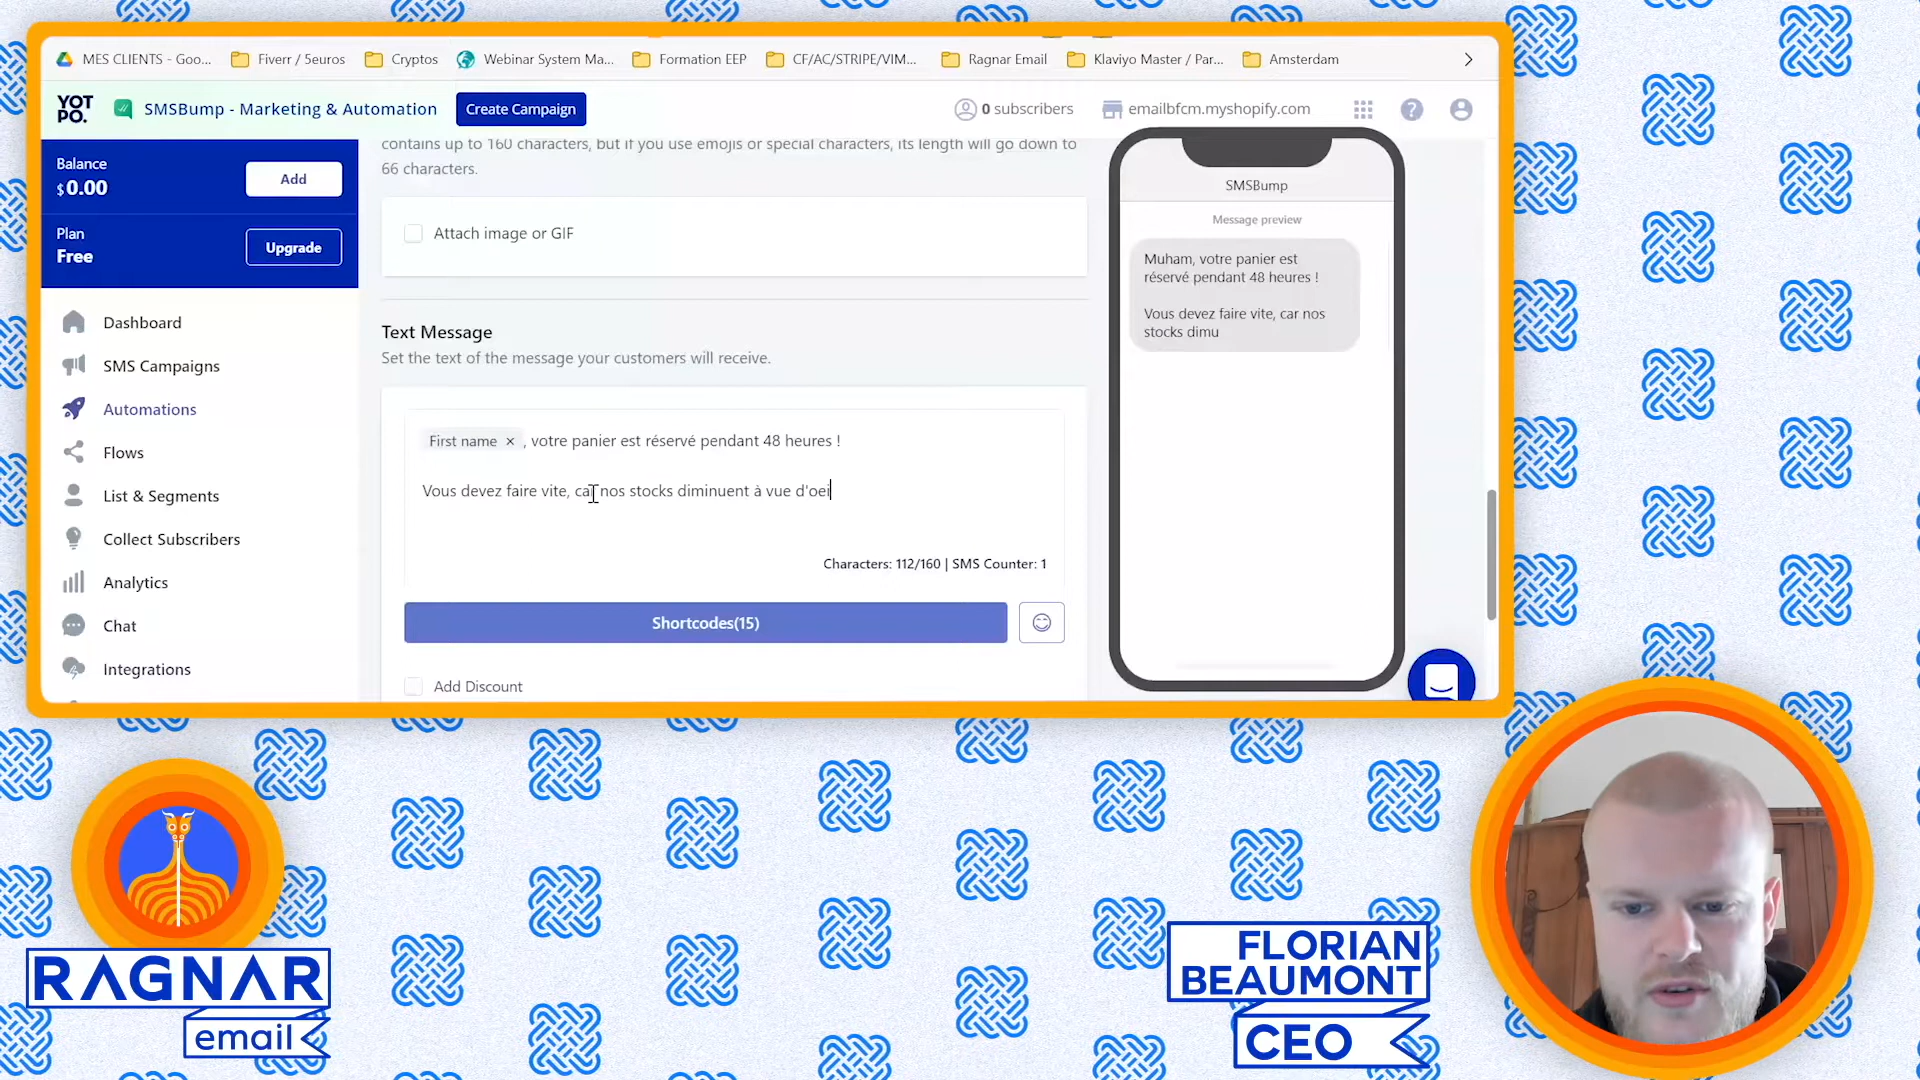 MES CLIENTS - Goo...
Fiverr / 5euros
Cryptos
Webinar System Ma...
Formation EEP
CF/AC/STRIPE/VIM...
Ragnar Email
Klaviyo Master / Par...
Amsterdam
YOT
PO.
SMSBump - Marketing & Automation
Create Campaign
0 subscribers
emailbfcm.myshopify.com
?
Balance
$0.00
Add
Plan
Free
Upgrade
Dashboard
SMS Campaigns
Automations
Flows
List & Segments
Collect Subscribers
Analytics
Chat
Integrations
contains up to 160 characters, but if you use emojis or special characters, its length will go down to
66 characters.
Attach image or GIF
Text Message
Set the text of the message your customers will receive.
First name × , votre panier est réservé pendant 48 heures !
Vous devez faire vite, car nos stocks diminuent à vue d'oei
Characters: 112/160 | SMS Counter: 1
Shortcodes(15)
Add Discount
SMSBump
Message preview
Muham, votre panier est
réservé pendant 48 heures !
Vous devez faire vite, car nos
stocks dimu
RAGNAR
email
FLORIAN
BEAUMONT
CEO